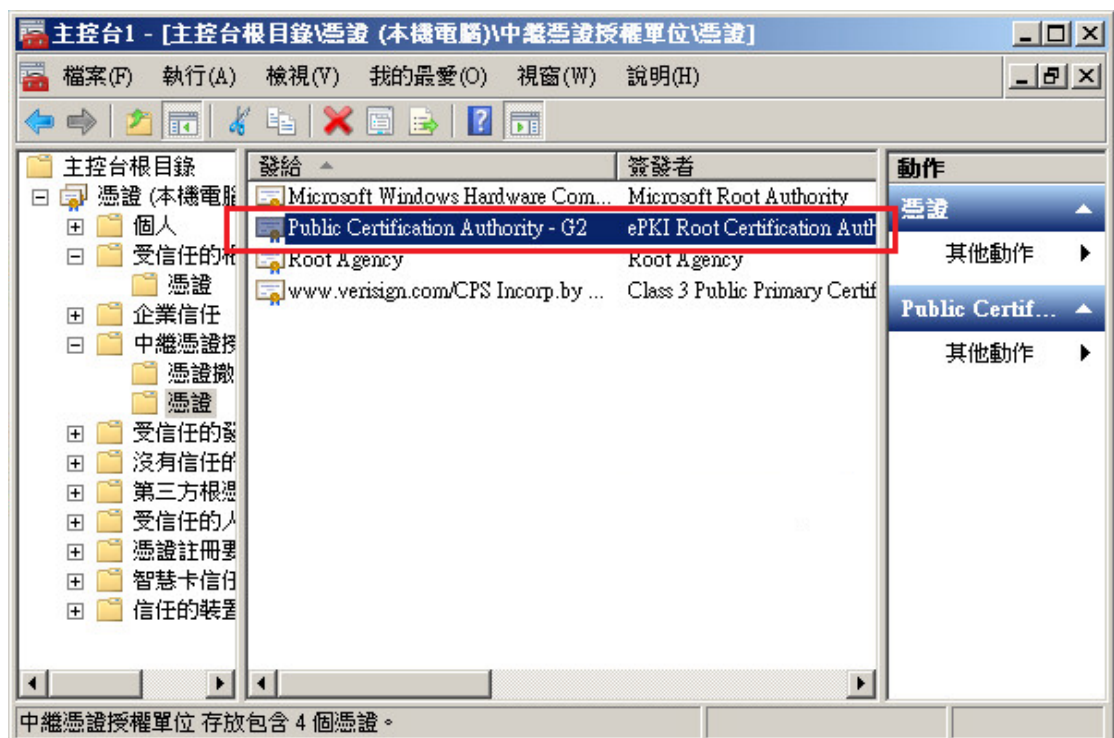 主控台1 - [主控台根目錄\憑證 (本機電腦)\中繼憑證授權單位\憑證]
檔案(F) 執行(A) 檢視(V) 我的最愛(O) 視窗(W) 說明(H)
主控台根目錄
憑證 (本機電腦
個人
受信任的根
憑證
企業信任
中繼憑證授
憑證撤
憑證
受信任的發
沒有信任的
第三方根憑
受信任的人
憑證註冊要
智慧卡信任
信任的裝置
發給 簽發者
Microsoft Windows Hardware Com... Microsoft Root Authority
Public Certification Authority - G2 ePKI Root Certification Auth
Root Agency Root Agency
www.verisign.com/CPS Incorp.by ... Class 3 Public Primary Certif
動作
憑證
其他動作
Public Certif...
其他動作
中繼憑證授權單位 存放包含 4 個憑證。